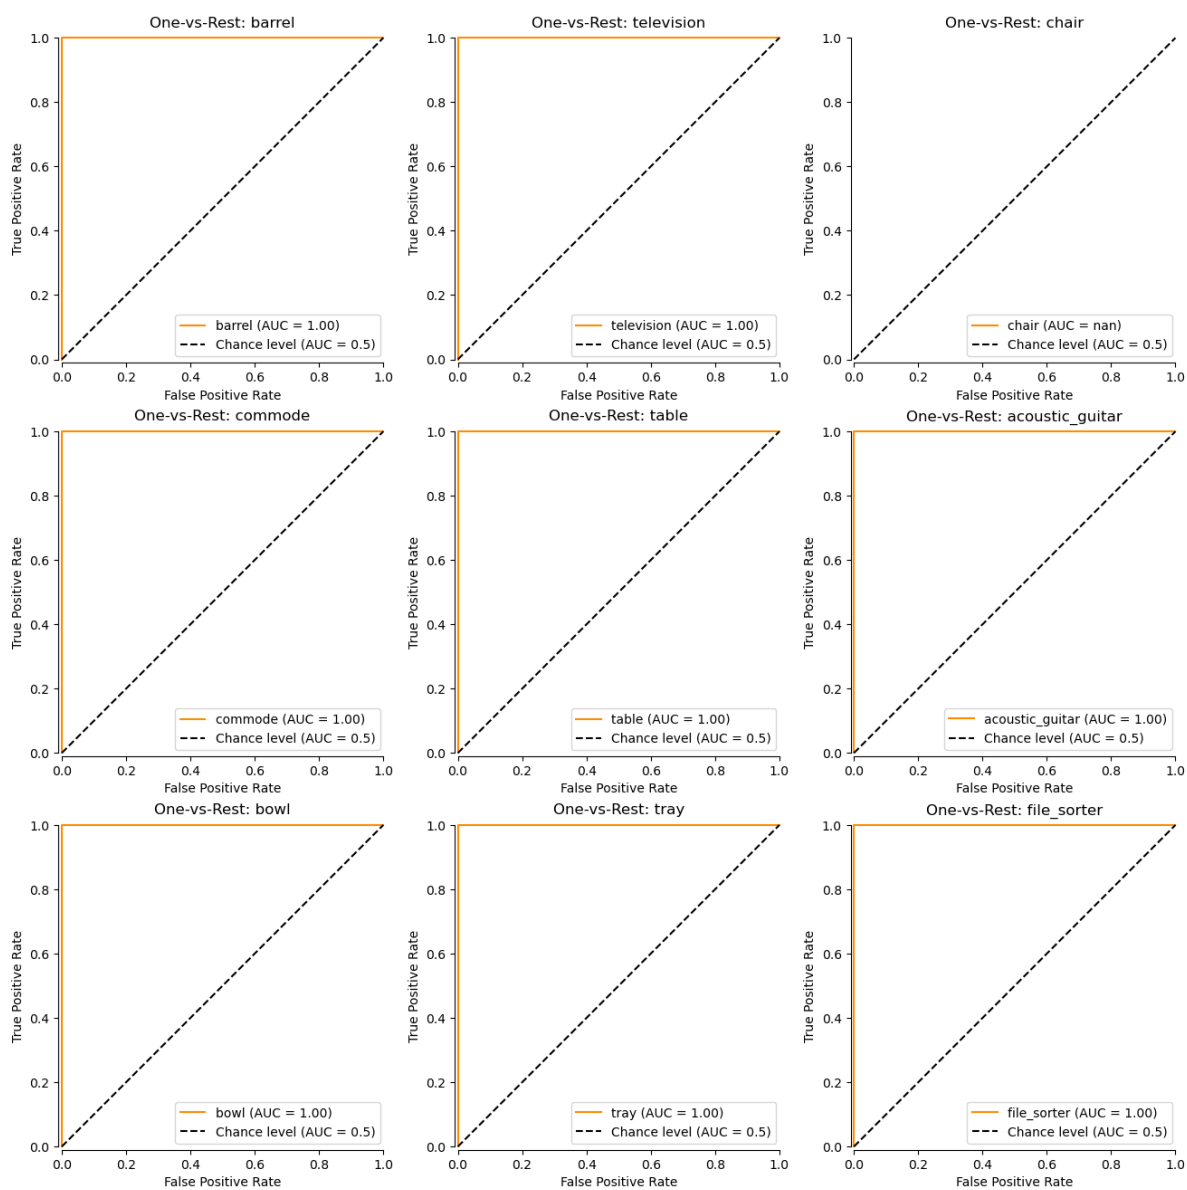 One-vs-Rest: barrel
1.0
0.8
0.6
0.4
0.2
0.0
True Positive Rate
barrel (AUC = 1.00)
Chance level (AUC = 0.5)
0.0 0.2 0.4 0.6 0.8 1.0
False Positive Rate
One-vs-Rest: television
1.0
0.8
0.6
0.4
0.2
0.0
True Positive Rate
television (AUC = 1.00)
Chance level (AUC = 0.5)
0.0 0.2 0.4 0.6 0.8 1.0
False Positive Rate
One-vs-Rest: chair
1.0
0.8
0.6
0.4
0.2
0.0
True Positive Rate
chair (AUC = nan)
Chance level (AUC = 0.5)
0.0 0.2 0.4 0.6 0.8 1.0
False Positive Rate
One-vs-Rest: commode
1.0
0.8
0.6
0.4
0.2
0.0
True Positive Rate
commode (AUC = 1.00)
Chance level (AUC = 0.5)
0.0 0.2 0.4 0.6 0.8 1.0
False Positive Rate
One-vs-Rest: table
1.0
0.8
0.6
0.4
0.2
0.0
True Positive Rate
table (AUC = 1.00)
Chance level (AUC = 0.5)
0.0 0.2 0.4 0.6 0.8 1.0
False Positive Rate
One-vs-Rest: acoustic_guitar
1.0
0.8
0.6
0.4
0.2
0.0
True Positive Rate
acoustic_guitar (AUC = 1.00)
Chance level (AUC = 0.5)
0.0 0.2 0.4 0.6 0.8 1.0
False Positive Rate
One-vs-Rest: bowl
1.0
0.8
0.6
0.4
0.2
0.0
True Positive Rate
bowl (AUC = 1.00)
Chance level (AUC = 0.5)
0.0 0.2 0.4 0.6 0.8 1.0
False Positive Rate
One-vs-Rest: tray
1.0
0.8
0.6
0.4
0.2
0.0
True Positive Rate
tray (AUC = 1.00)
Chance level (AUC = 0.5)
0.0 0.2 0.4 0.6 0.8 1.0
False Positive Rate
One-vs-Rest: file_sorter
1.0
0.8
0.6
0.4
0.2
0.0
True Positive Rate
file_sorter (AUC = 1.00)
Chance level (AUC = 0.5)
0.0 0.2 0.4 0.6 0.8 1.0
False Positive Rate